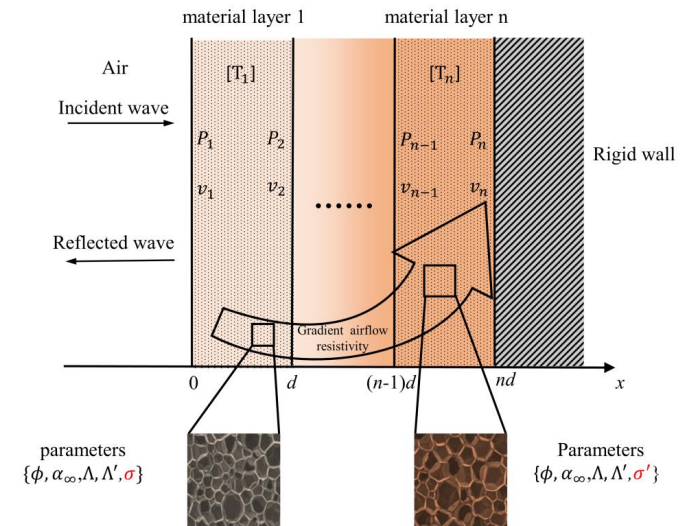 material layer 1
material layer n
Air
[T₁]
[Tₙ]
Incident wave
P₁
P₂
Pₙ₋₁
Pₙ
Rigid wall
v₁
v₂
vₙ₋₁
vₙ
......
Reflected wave
Gradient airflow
resistivity
0
d
(n-1)d
nd
x
parameters
{ϕ, α∞,Λ, Λ′,σ}
Parameters
{ϕ, α∞,Λ, Λ′,σ′}